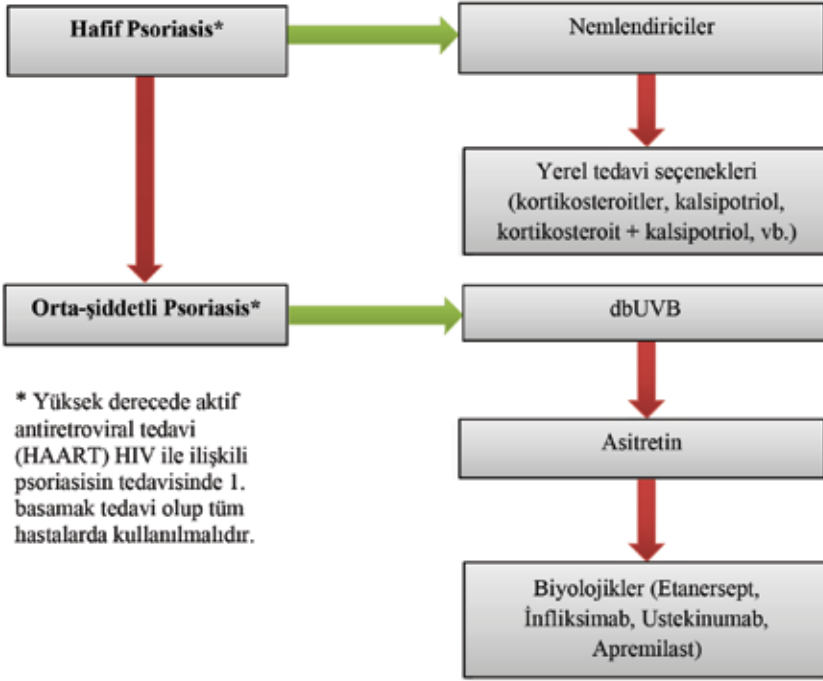 Hafif Psoriasis*
Nemlendiriciler
Yerel tedavi seçenekleri
(kortikosteroitler, kalsipotriol,
kortikosteroit + kalsipotriol, vb.)
Orta-şiddetli Psoriasis*
dbUVB
* Yüksek derecede aktif
antiretroviral tedavi
(HAART) HIV ile ilişkili
psoriasisin tedavisinde 1.
basamak tedavi olup tüm
hastalarda kullanılmalıdır.
Asitretin
Biyolojikler (Etanersept,
İnfliksimab, Ustekinumab,
Apremilast)